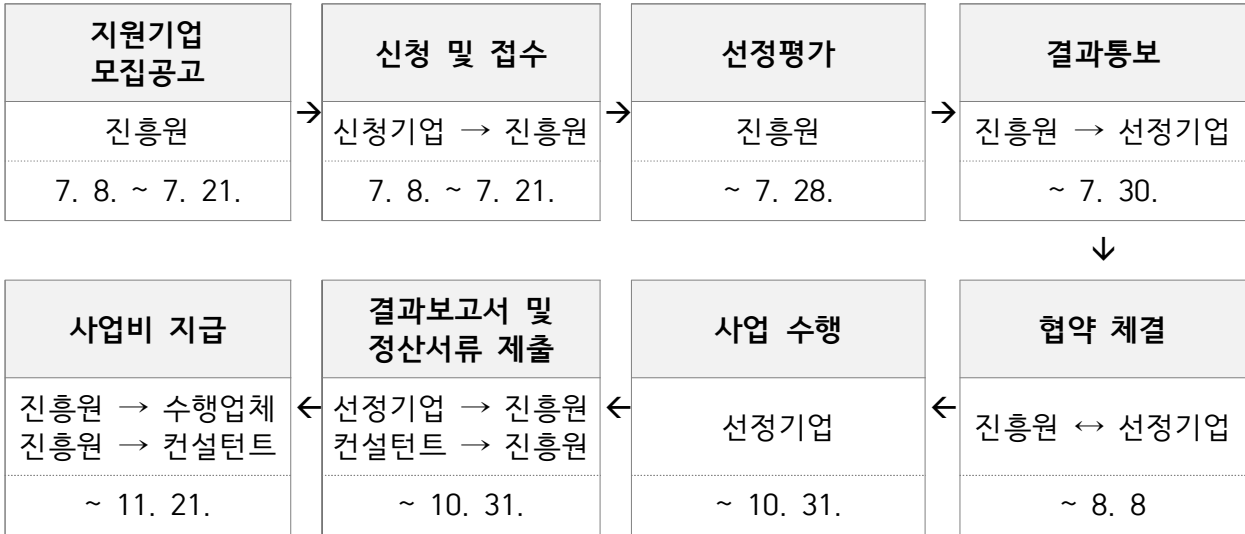 지원기업
모집공고
진흥원
7. 8. ~ 7. 21.
→
신청 및 접수
신청기업 → 진흥원
7. 8. ~ 7. 21.
→
선정평가
진흥원
~ 7. 28.
→
결과통보
진흥원 → 선정기업
~ 7. 30.
↓
협약 체결
진흥원 ↔ 선정기업
~ 8. 8
←
사업 수행
선정기업
~ 10. 31.
←
결과보고서 및
정산서류 제출
선정기업 → 진흥원
컨설턴트 → 진흥원
~ 10. 31.
←
사업비 지급
진흥원 → 수행업체
진흥원 → 컨설턴트
~ 11. 21.